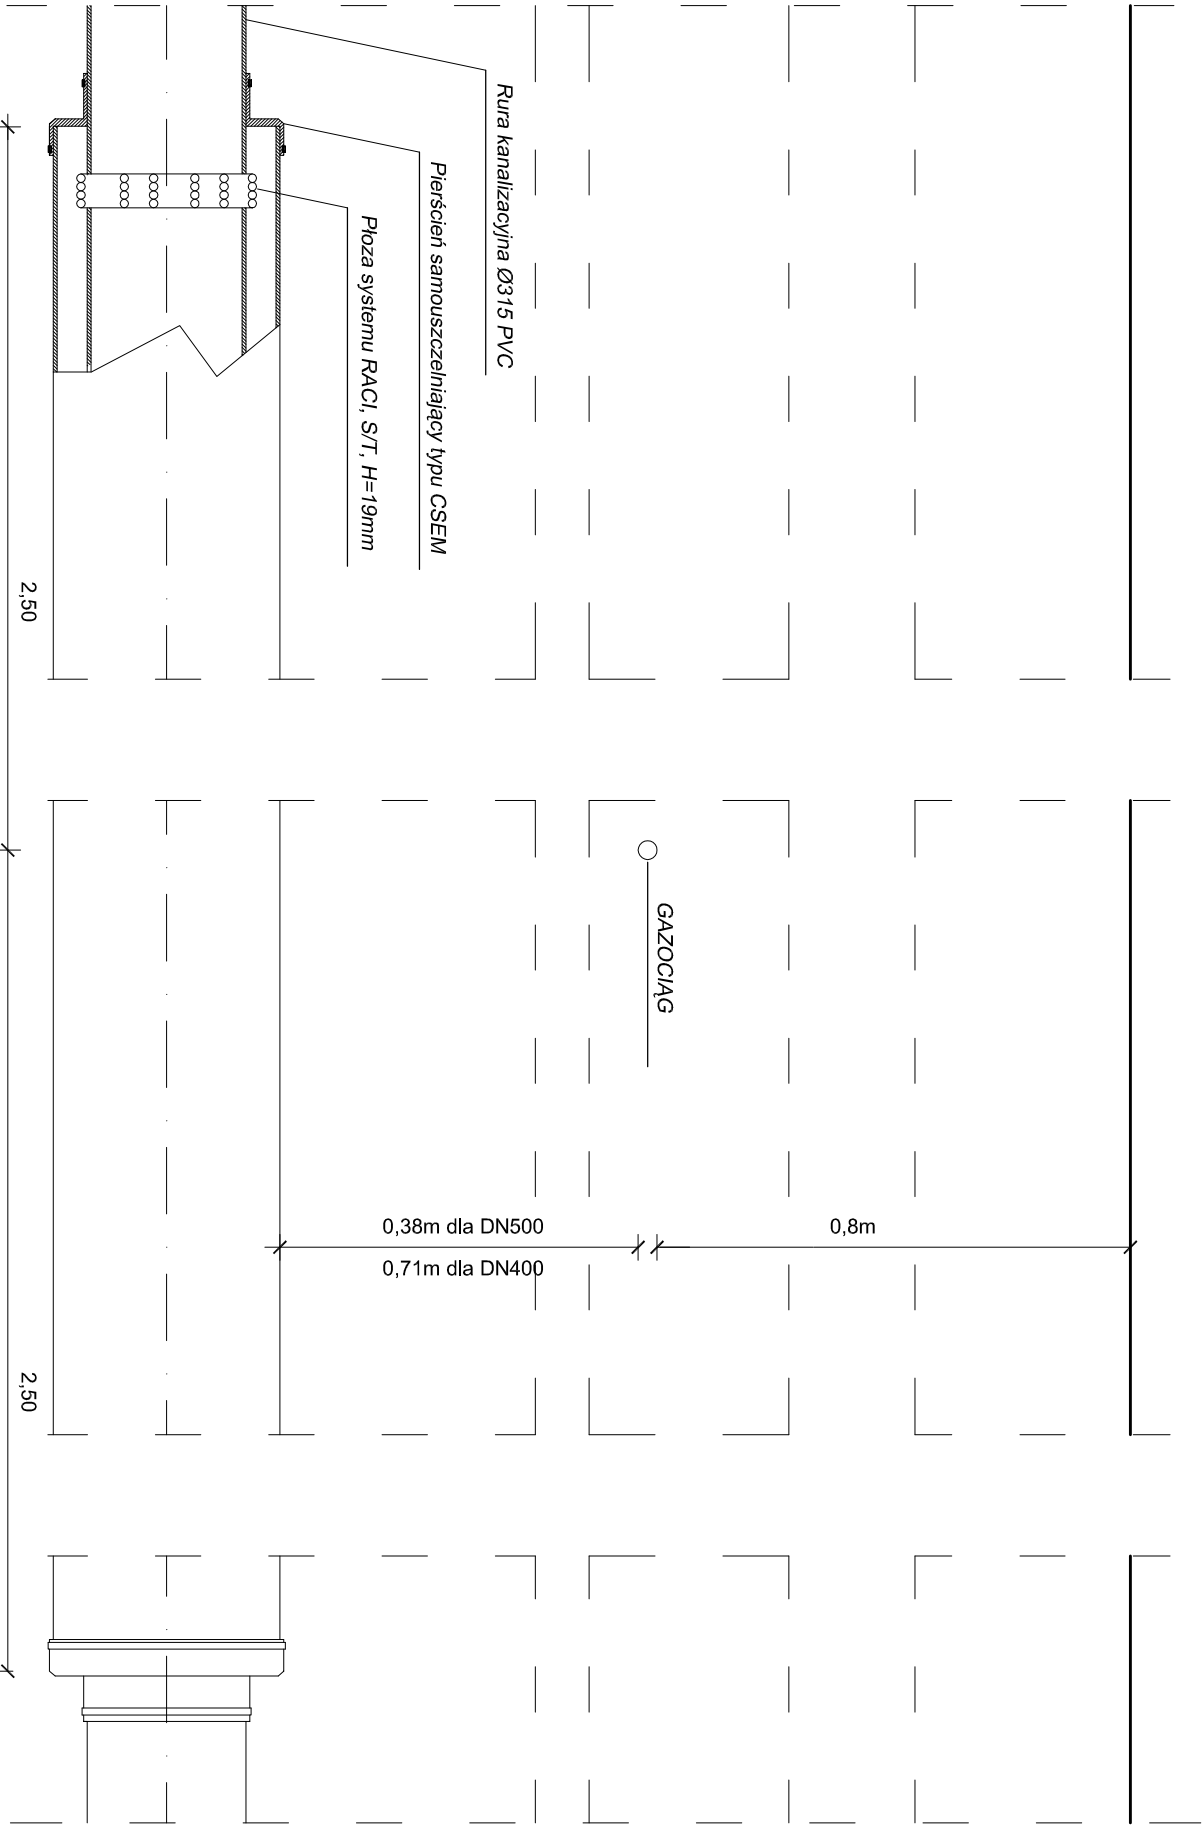 Rura kanalizacyjna Ø315 PVC
Pierścień samouszczelniający typu CSEM
Płoza systemu RACI, S/T, H=19mm
2,50
GAZOCIĄG
0,38m dla DN500
0,71m dla DN400
0,8m
2,50